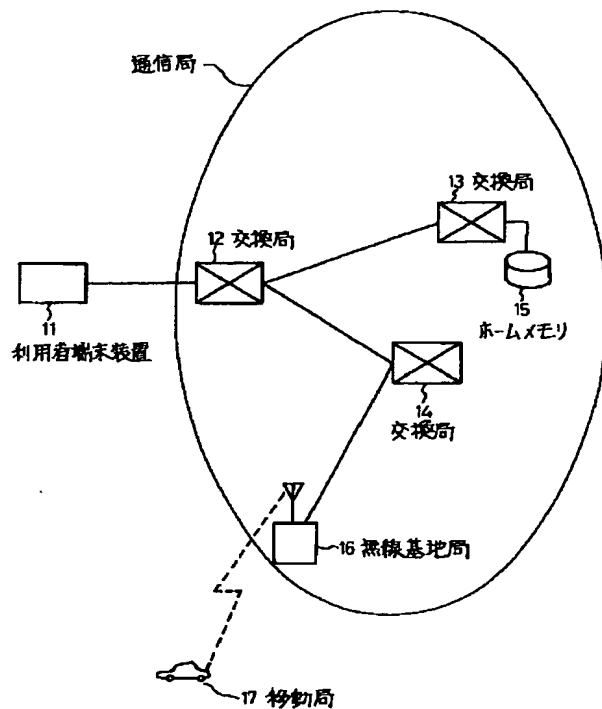 通信局
13 交換局
12 交換局
15
ホームメモリ
11
利用者端末装置
14
交換局
16 無線基地局
17 移動局